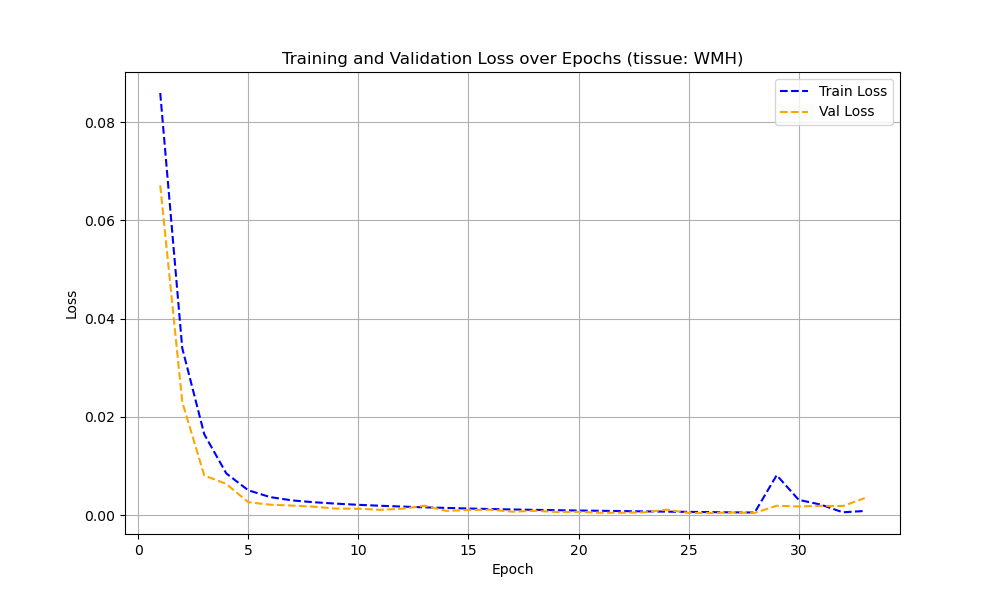 Training and Validation Loss over Epochs (tissue: WMH)
Train Loss
Val Loss
0.08
0.06
0.04
0.02
0.00
Loss
0 5 10 15 20 25 30
Epoch